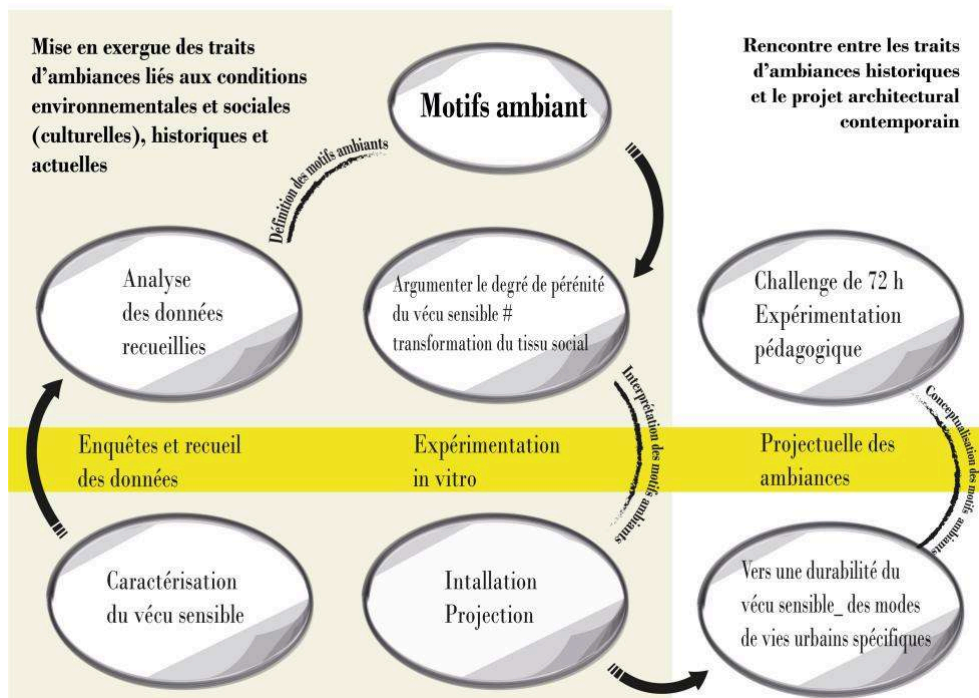 Mise en exergue des traits
d'ambiances liés aux conditions
environnementales et sociales
(culturelles), historiques et
actuelles
Motifs ambiant
Rencontre entre les traits
d'ambiances historiques
et le projet architectural
contemporain
Définition des motifs ambiants
Analyse
des données
recueillies
Argumenter le degré de pérénité
du vécu sensible #
transformation du tissu social
Challenge de 72 h
Expérimentation
pédagogique
Interprétation des motifs ambiants
Conceptualisation des motifs ambiants
Enquêtes et recueil
des données
Expérimentation
in vitro
Projectuelle des
ambiances
Caractérisation
du vécu sensible
Intallation
Projection
Vers une durabilité du
vécu sensible_ des modes
de vies urbains spécifiques